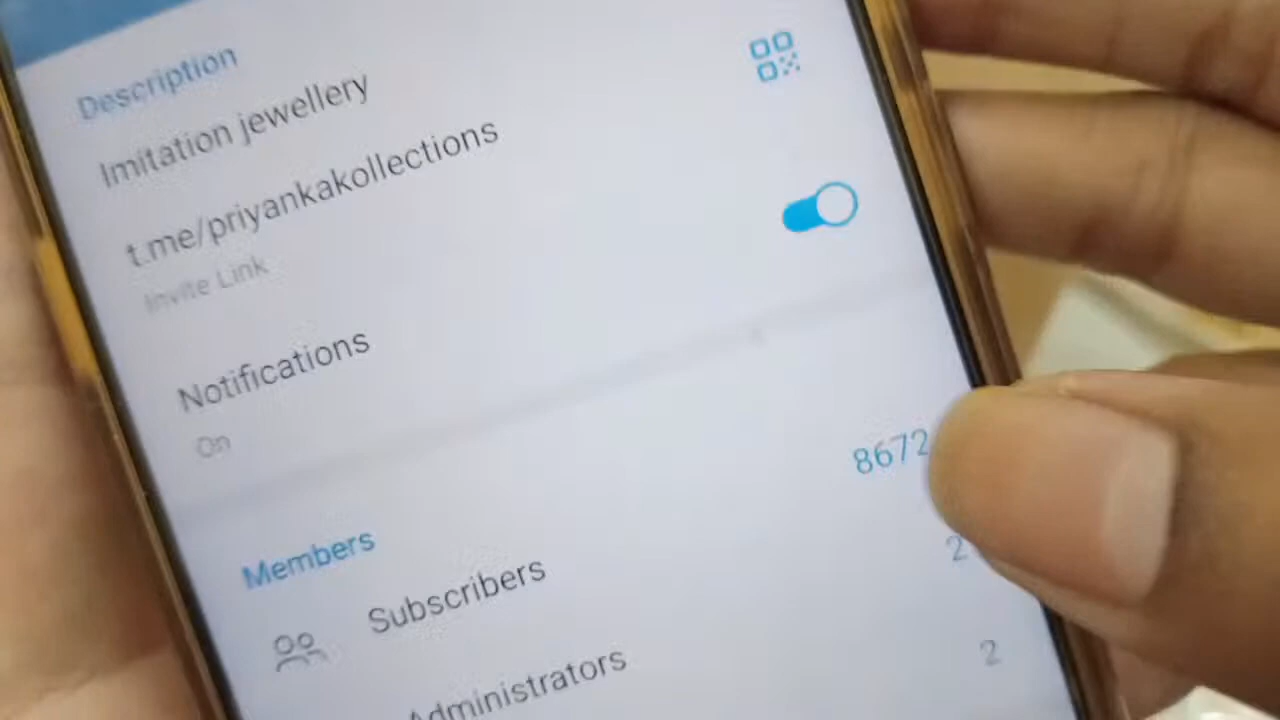 Description
Imitation jewellery
t.me/priyankakollections
Invite Link
Notifications
On
Members
Subscribers
8672
Administrators
2
2